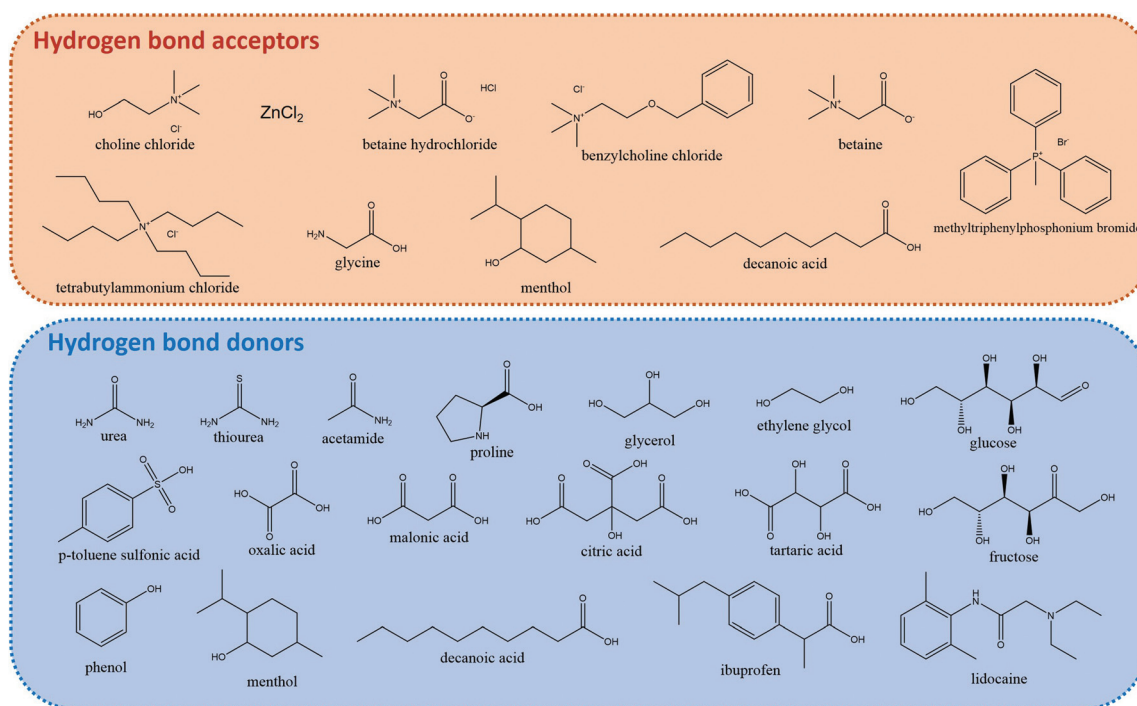 Hydrogen bond acceptors
HO
N+
Cl-
choline chloride
ZnCl2
N+
O
O-
HCl
betaine hydrochloride
Cl-
N+
O
benzylcholine chloride
N+
O
O-
betaine
P+
Br-
methyltriphenylphosphonium bromide
N+
Cl-
tetrabutylammonium chloride
H2N
O
OH
glycine
HO
menthol
O
OH
decanoic acid
Hydrogen bond donors
O
H2N
NH2
urea
S
H2N
NH2
thiourea
O
NH2
acetamide
O
OH
NH
proline
OH
HO
OH
glycerol
OH
HO
ethylene glycol
OH
OH
HO
O
OH
OH
glucose
O
OH
S
O
p-toluene sulfonic acid
O
HO
OH
O
oxalic acid
O
O
HO
OH
malonic acid
O
OH
O
O
HO
OH
OH
citric acid
OH
O
HO
OH
O
OH
tartaric acid
OH
O
HO
OH
OH
OH
fructose
OH
phenol
HO
menthol
O
OH
decanoic acid
O
OH
ibuprofen
H
N
O
N
lidocaine